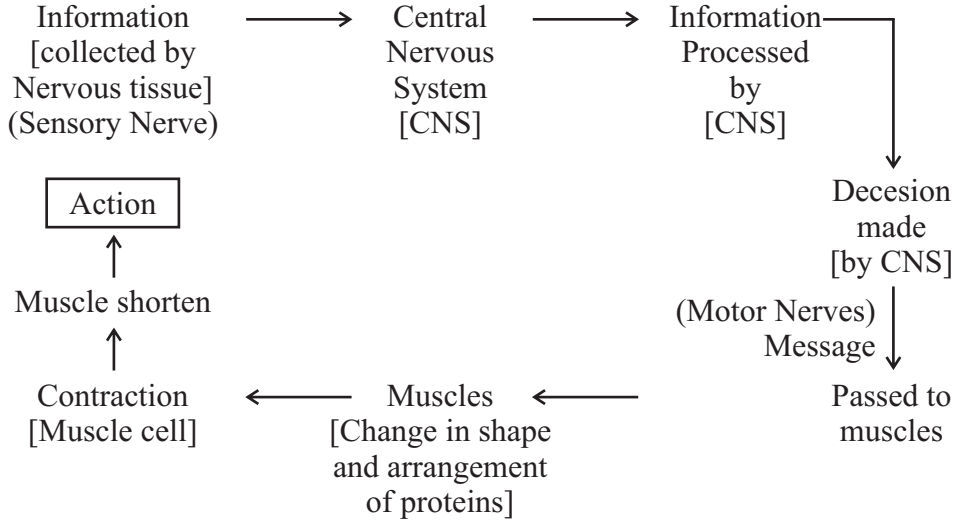 Information
[collected by
Nervous tissue]
(Sensory Nerve)
Central
Nervous
System
[CNS]
Information
Processed
by
[CNS]
Decesion
made
[by CNS]
(Motor Nerves)
Message
Passed to
muscles
Muscles
[Change in shape
and arrangement
of proteins]
Contraction
[Muscle cell]
Muscle shorten
Action